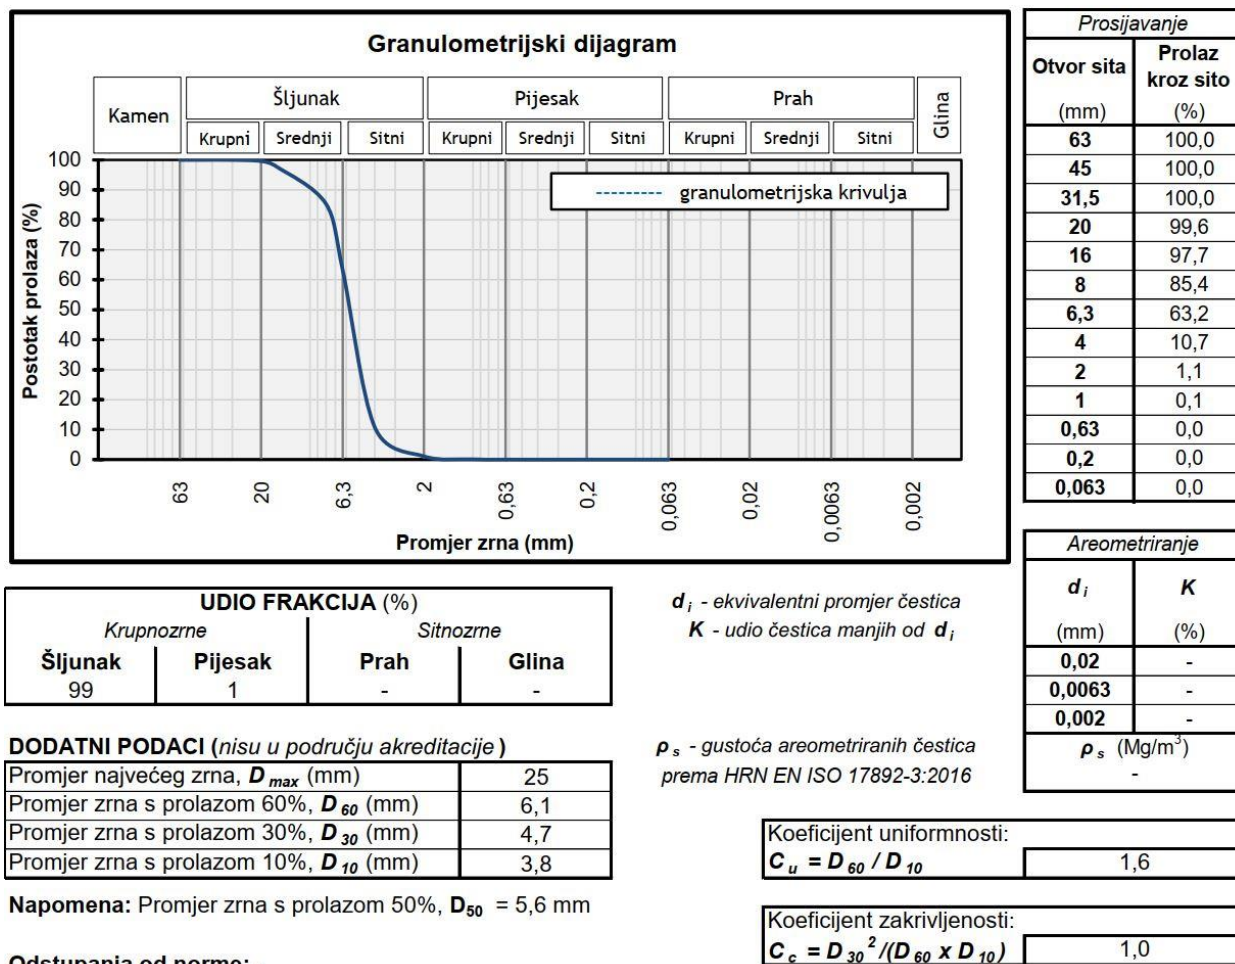 Granulometrijski dijagram
Kamen
Šljunak
Pijesak
Prah
Glina
Krupni Srednji Sitni Krupni Srednji Sitni Krupni Srednji Sitni
granulometrijska krivulja
Postotak prolaza (%)
100
90
80
70
60
50
40
30
20
10
0
63 20 6,3 2 0,63 0,2 0,063 0,02 0,0063 0,002
Promjer zrna (mm)
Prosijavanje
Otvor sita Prolaz kroz sito
(mm) (%)
63 100,0
45 100,0
31,5 100,0
20 99,6
16 97,7
8 85,4
6,3 63,2
4 10,7
2 1,1
1 0,1
0,63 0,0
0,2 0,0
0,063 0,0
Areometriranje
d i K
(mm) (%)
0,02 -
0,0063 -
0,002 -
ρ s (Mg/m³)
-
UDIO FRAKCIJA (%)
Krupnozrne Sitnozrne
Šljunak Pijesak Prah Glina
99 1 - -
d i - ekvivalentni promjer čestica
K - udio čestica manjih od d i
DODATNI PODACI (nisu u području akreditacije)
Promjer najvećeg zrna, D max (mm) 25
Promjer zrna s prolazom 60%, D 60 (mm) 6,1
Promjer zrna s prolazom 30%, D 30 (mm) 4,7
Promjer zrna s prolazom 10%, D 10 (mm) 3,8
ρ s - gustoća areometriranih čestica
prema HRN EN ISO 17892-3:2016
Napomena: Promjer zrna s prolazom 50%, D50 = 5,6 mm
Koeficijent uniformnosti:
C u = D 60 / D 10 1,6
Koeficijent zakrivljenosti:
C c = D 30 ² /(D 60 x D 10) 1,0
Odstupanja od norme: -